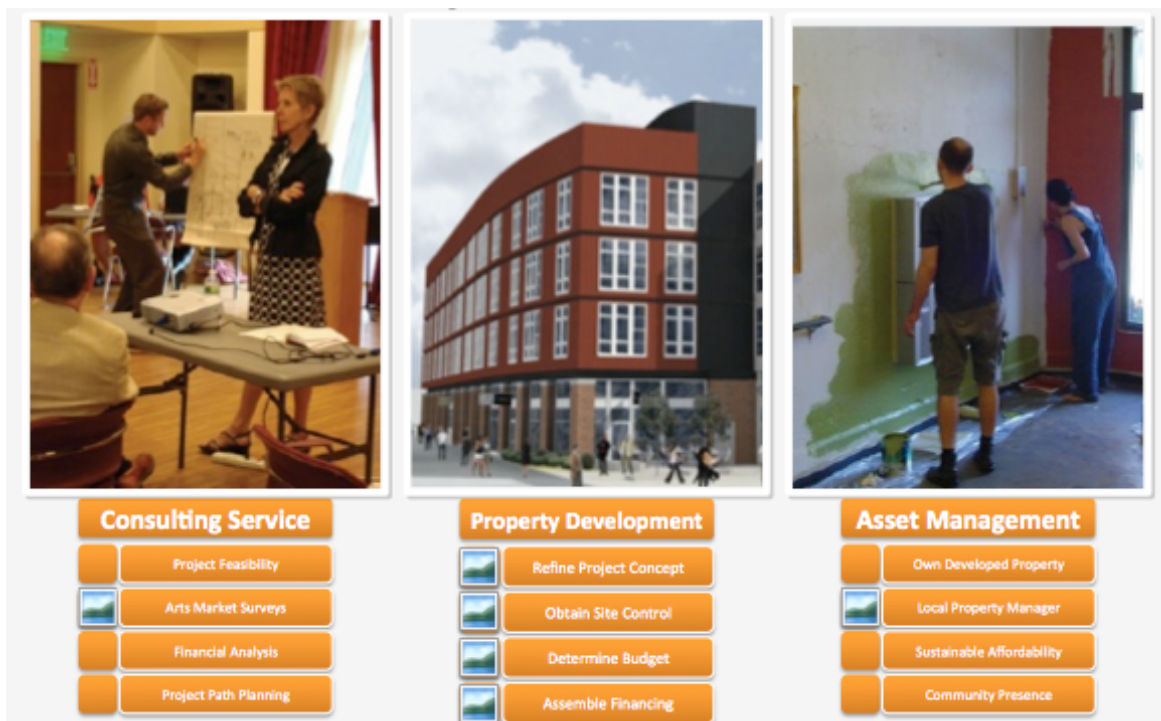 Consulting Service
Project Feasibility
Arts Market Surveys
Financial Analysis
Project Path Planning
Property Development
Refine Project Concept
Obtain Site Control
Determine Budget
Assemble Financing
Asset Management
Own Developed Property
Local Property Manager
Sustainable Affordability
Community Presence